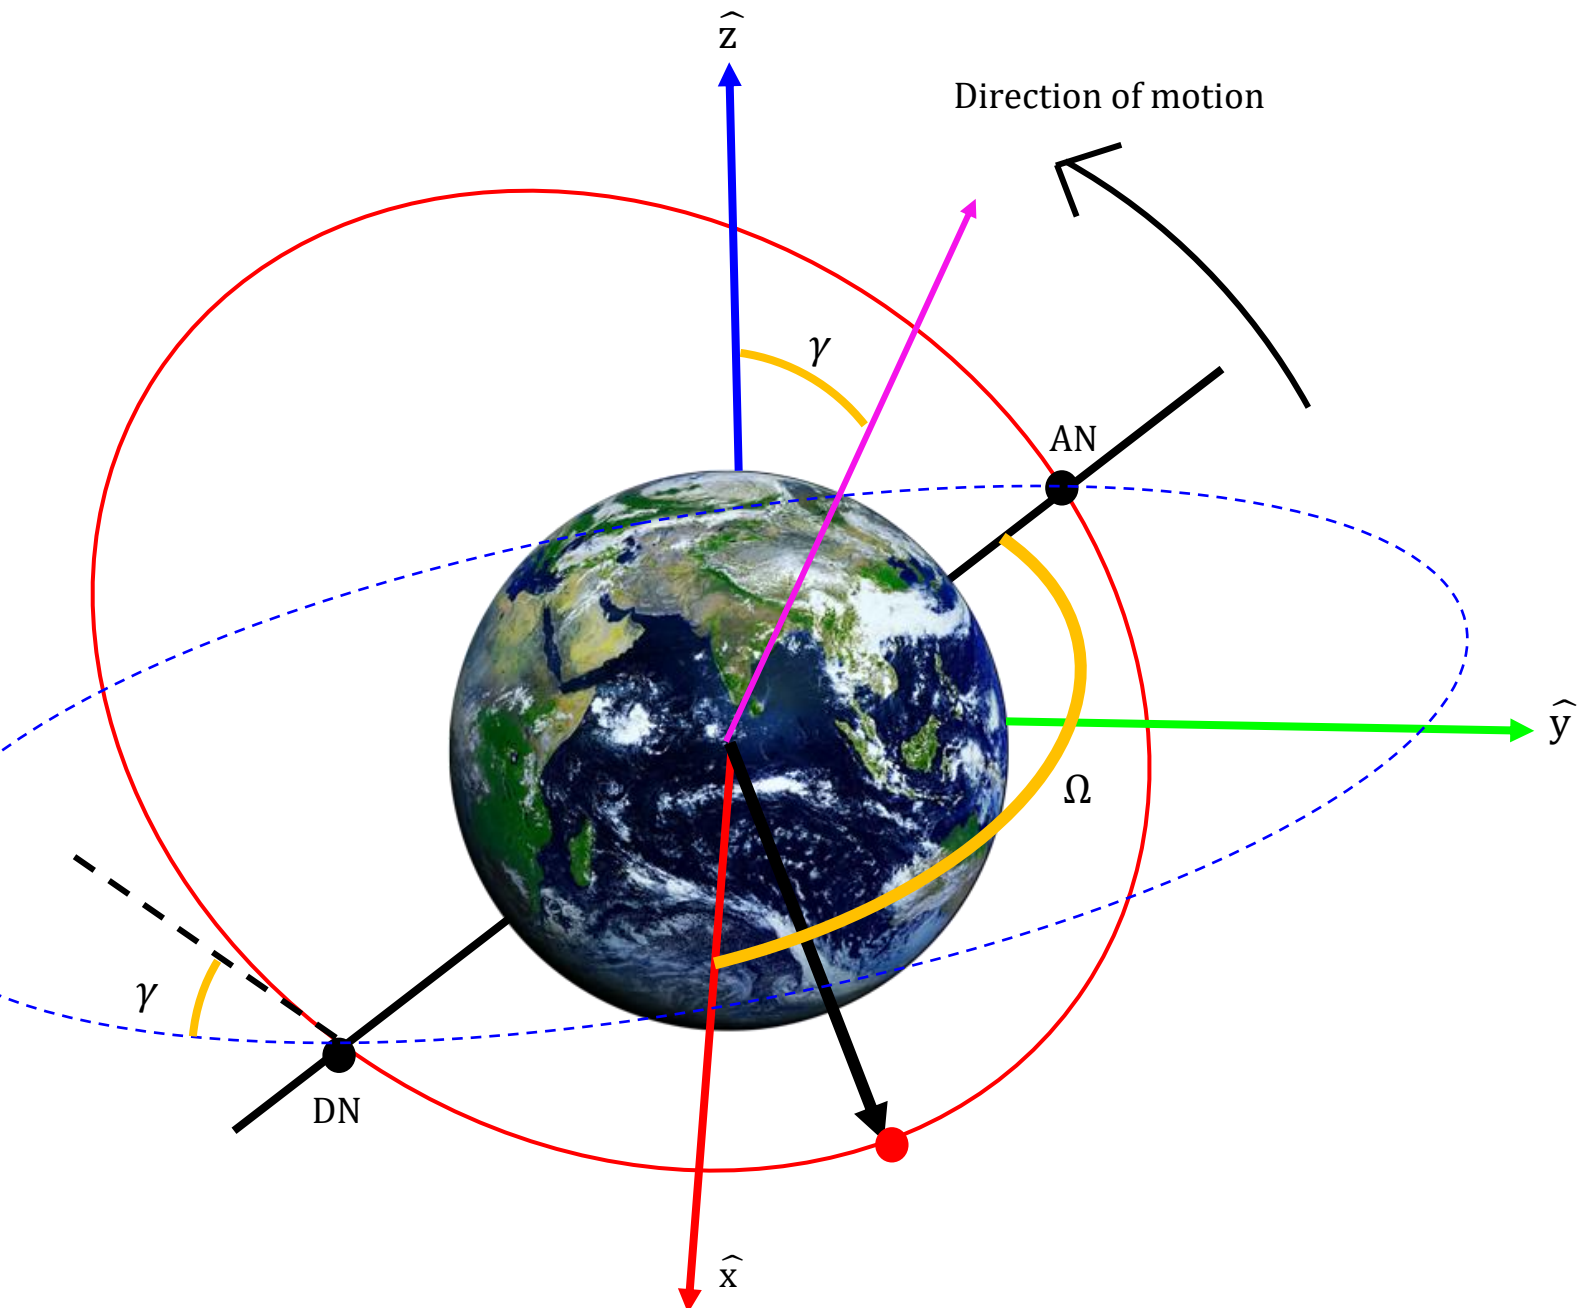 ẑ
Direction of motion
γ
AN
ŷ
Ω
γ
DN
x̂